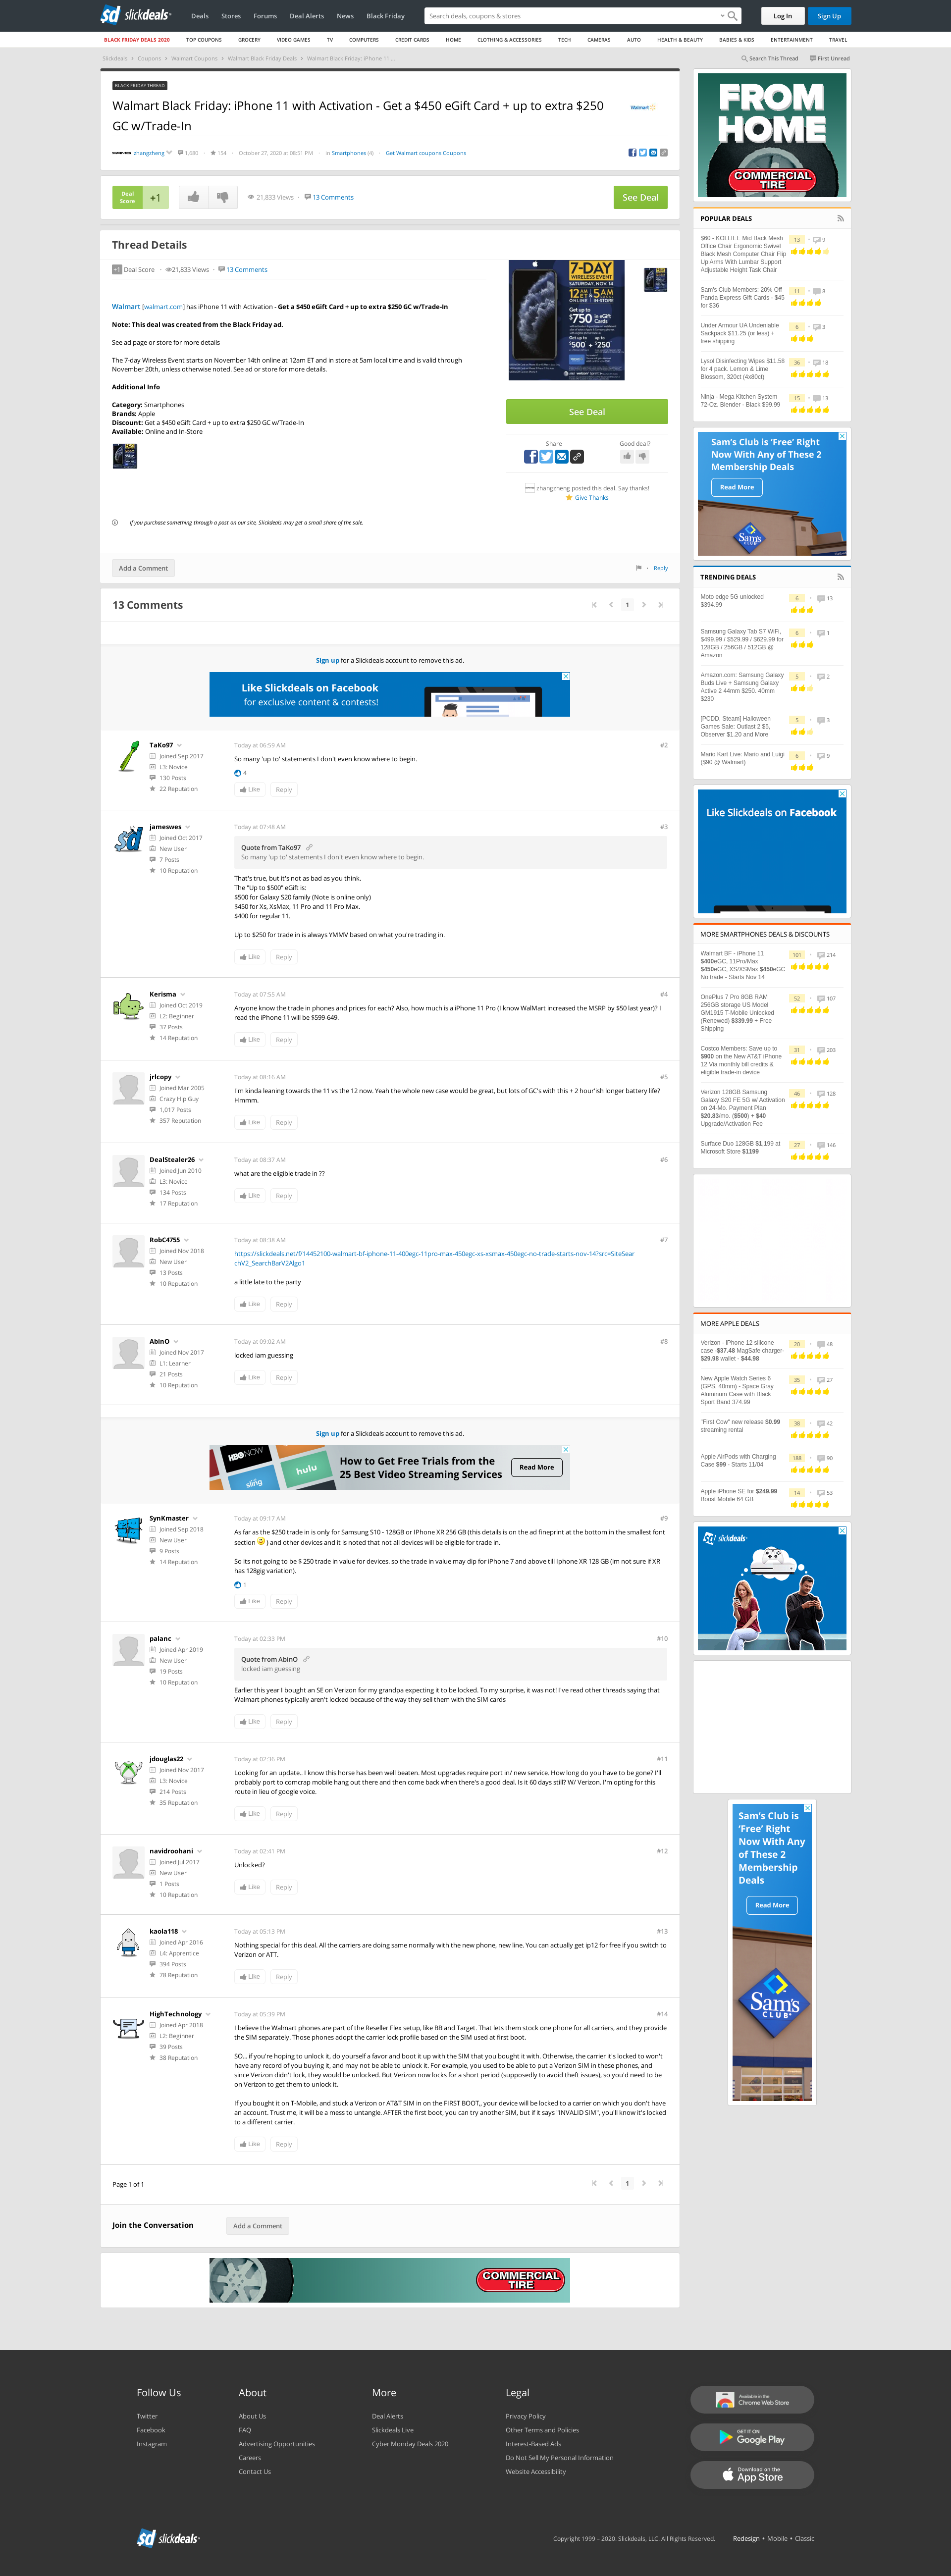 slickdeals
Deals Stores Forums Deal Alerts News Black Friday
Search deals, coupons & stores
Log In Sign Up
BLACK FRIDAY DEALS 2020 TOP COUPONS GROCERY VIDEO GAMES TV COMPUTERS CREDIT CARDS HOME CLOTHING & ACCESSORIES TECH CAMERAS AUTO HEALTH & BEAUTY BABIES & KIDS ENTERTAINMENT TRAVEL
Slickdeals Coupons Walmart Coupons Walmart Black Friday Deals Walmart Black Friday: iPhone 11 ...
Search This Thread First Unread
BLACK FRIDAY THREAD
Walmart Black Friday: iPhone 11 with Activation - Get a $450 eGift Card + up to extra $250
GC w/Trade-In
Walmart
zhangzheng 1,680 154 October 27, 2020 at 08:51 PM in Smartphones (4) Get Walmart coupons Coupons
Deal
Score
+1
21,833 Views 13 Comments
See Deal
Thread Details
+1 Deal Score 21,833 Views 13 Comments
Walmart [walmart.com] has iPhone 11 with Activation - Get a $450 eGift Card + up to extra $250 GC w/Trade-In
Note: This deal was created from the Black Friday ad.
See ad page or store for more details
The 7-day Wireless Event starts on November 14th online at 12am ET and in store at 5am local time and is valid through
November 20th, unless otherwise noted. See ad or store for more details.
Additional Info
Category: Smartphones
Brands: Apple
Discount: Get a $450 eGift Card + up to extra $250 GC w/Trade-In
Available: Online and In-Store
7-DAY
WIRELESS EVENT
SATURDAY, NOV. 14
12AM ET 5AM
ONLINE IN-STORE
Get up to
$750 in eGift Cards
$500 + $250
See Deal
Share
Good deal?
zhangzheng posted this deal. Say thanks!
Give Thanks
If you purchase something through a post on our site, Slickdeals may get a small share of the sale.
Add a Comment
Reply
13 Comments
1
Sign up for a Slickdeals account to remove this ad.
Like Slickdeals on Facebook
for exclusive content & contests!
TaKo97
Joined Sep 2017
L3: Novice
130 Posts
22 Reputation
Today at 06:59 AM
#2
So many 'up to' statements I don't even know where to begin.
4
Like Reply
jameswes
Joined Oct 2017
New User
7 Posts
10 Reputation
Today at 07:48 AM
#3
Quote from TaKo97
So many 'up to' statements I don't even know where to begin.
That's true, but it's not as bad as you think.
The "Up to $500" eGift is:
$500 for Galaxy S20 family (Note is online only)
$450 for Xs, XsMax, 11 Pro and 11 Pro Max.
$400 for regular 11.
Up to $250 for trade in is always YMMV based on what you're trading in.
Like Reply
Kerisma
Joined Oct 2019
L2: Beginner
37 Posts
14 Reputation
Today at 07:55 AM
#4
Anyone know the trade in phones and prices for each? Also, how much is a iPhone 11 Pro (I know WalMart increased the MSRP by $50 last year)? I
read the iPhone 11 will be $599-649.
Like Reply
jrlcopy
Joined Mar 2005
Crazy Hip Guy
1,017 Posts
357 Reputation
Today at 08:16 AM
#5
I'm kinda leaning towards the 11 vs the 12 now. Yeah the whole new case would be great, but lots of GC's with this + 2 hour'ish longer battery life?
Hmmm.
Like Reply
DealStealer26
Joined Jun 2010
L3: Novice
134 Posts
17 Reputation
Today at 08:37 AM
#6
what are the eligible trade in ??
Like Reply
RobC4755
Joined Nov 2018
New User
13 Posts
10 Reputation
Today at 08:38 AM
#7
https://slickdeals.net/f/14452100-walmart-bf-iphone-11-400egc-11pro-max-450egc-xs-xsmax-450egc-no-trade-starts-nov-14?src=SiteSear
chV2_SearchBarV2Algo1
a little late to the party
Like Reply
AbinO
Joined Nov 2017
L1: Learner
21 Posts
10 Reputation
Today at 09:02 AM
#8
locked iam guessing
Like Reply
Sign up for a Slickdeals account to remove this ad.
HBO NOW
hulu
sling
How to Get Free Trials from the
25 Best Video Streaming Services
Read More
SynKmaster
Joined Sep 2018
New User
9 Posts
14 Reputation
Today at 09:17 AM
#9
As far as the $250 trade in is only for Samsung S10 - 128GB or IPhone XR 256 GB (this details is on the ad fineprint at the bottom in the smallest font
section ) and other devices and it is noted that not all devices will be eligible for trade in.
So its not going to be $ 250 trade in value for devices. so the trade in value may dip for iPhone 7 and above till Iphone XR 128 GB (im not sure if XR
has 128gig variation).
1
Like Reply
palanc
Joined Apr 2019
New User
19 Posts
10 Reputation
Today at 02:33 PM
#10
Quote from AbinO
locked iam guessing
Earlier this year I bought an SE on Verizon for my grandpa expecting it to be locked. To my surprise, it was not! I've read other threads saying that
Walmart phones typically aren't locked because of the way they sell them with the SIM cards
Like Reply
jdouglas22
Joined Nov 2017
L3: Novice
214 Posts
35 Reputation
Today at 02:36 PM
#11
Looking for an update.. I know this horse has been well beaten. Most upgrades require port in/ new service. How long do you have to be gone? I'll
probably port to comcrap mobile hang out there and then come back when there's a good deal. Is it 60 days still? W/ Verizon. I'm opting for this
route in lieu of google voice.
Like Reply
navidroohani
Joined Jul 2017
New User
1 Posts
10 Reputation
Today at 02:41 PM
#12
Unlocked?
Like Reply
kaola118
Joined Apr 2016
L4: Apprentice
394 Posts
78 Reputation
Today at 05:13 PM
#13
Nothing special for this deal. All the carriers are doing same normally with the new phone, new line. You can actually get ip12 for free if you switch to
Verizon or ATT.
Like Reply
HighTechnology
Joined Apr 2018
L2: Beginner
39 Posts
38 Reputation
Today at 05:39 PM
#14
I believe the Walmart phones are part of the Reseller Flex setup, like BB and Target. That lets them stock one phone for all carriers, and they provide
the SIM separately. Those phones adopt the carrier lock profile based on the SIM used at first boot.
SO... if you're hoping to unlock it, do yourself a favor and boot it up with the SIM that you bought it with. Otherwise, the carrier it's locked to won't
have any record of you buying it, and may not be able to unlock it. For example, you used to be able to put a Verizon SIM in these phones, and
since Verizon didn't lock, they would be unlocked. But Verizon now locks for a short period (supposedly to avoid theft issues), so you'd need to be
on Verizon to get them to unlock it.
If you bought it on T-Mobile, and stuck a Verizon or AT&T SIM in on the FIRST BOOT,, your device will be locked to a carrier on which you don't have
an account. Trust me, it will be a mess to untangle. AFTER the first boot, you can try another SIM, but if it says "INVALID SIM", you'll know it's locked
to a different carrier.
Like Reply
Page 1 of 1
1
Join the Conversation
Add a Comment
COMMERCIAL
TIRE
FROM
HOME
COMMERCIAL
TIRE
POPULAR DEALS
$60 - KOLLIEE Mid Back Mesh
Office Chair Ergonomic Swivel
Black Mesh Computer Chair Flip
Up Arms With Lumbar Support
Adjustable Height Task Chair
13 9
Sam's Club Members: 20% Off
Panda Express Gift Cards - $45
for $36
11 8
Under Armour UA Undeniable
Sackpack $11.25 (or less) +
free shipping
6 3
Lysol Disinfecting Wipes $11.58
for 4 pack. Lemon & Lime
Blossom, 320ct (4x80ct)
36 18
Ninja - Mega Kitchen System
72-Oz. Blender - Black $99.99
15 13
Sam's Club is 'Free' Right
Now With Any of These 2
Membership Deals
Read More
Sam's
CLUB
TRENDING DEALS
Moto edge 5G unlocked
$394.99
6 13
Samsung Galaxy Tab S7 WiFi,
$499.99 / $529.99 / $629.99 for
128GB / 256GB / 512GB @
Amazon
6 1
Amazon.com: Samsung Galaxy
Buds Live + Samsung Galaxy
Active 2 44mm $250. 40mm
$230
5 2
[PCDD, Steam] Halloween
Games Sale: Outlast 2 $5,
Observer $1.20 and More
5 3
Mario Kart Live: Mario and Luigi
($90 @ Walmart)
6 9
Like Slickdeals on Facebook
MORE SMARTPHONES DEALS & DISCOUNTS
Walmart BF - iPhone 11
$400eGC, 11Pro/Max
$450eGC, XS/XSMax $450eGC
No trade - Starts Nov 14
101 214
OnePlus 7 Pro 8GB RAM
256GB storage US Model
GM1915 T-Mobile Unlocked
(Renewed) $339.99 + Free
Shipping
52 107
Costco Members: Save up to
$900 on the New AT&T iPhone
12 Via monthly bill credits &
eligible trade-in device
31 203
Verizon 128GB Samsung
Galaxy S20 FE 5G w/ Activation
on 24-Mo. Payment Plan
$20.83/mo. ($500) + $40
Upgrade/Activation Fee
46 128
Surface Duo 128GB $1,199 at
Microsoft Store $1199
27 146
MORE APPLE DEALS
Verizon - iPhone 12 silicone
case -$37.48 MagSafe charger-
$29.98 wallet - $44.98
20 48
New Apple Watch Series 6
(GPS, 40mm) - Space Gray
Aluminum Case with Black
Sport Band 374.99
35 27
"First Cow" new release $0.99
streaming rental
38 42
Apple AirPods with Charging
Case $99 - Starts 11/04
188 90
Apple iPhone SE for $249.99
Boost Mobile 64 GB
14 53
slickdeals
Sam's Club is
'Free' Right
Now With Any
of These 2
Membership
Deals
Read More
Sam's
CLUB
Follow Us
Twitter
Facebook
Instagram
About
About Us
FAQ
Advertising Opportunities
Careers
Contact Us
More
Deal Alerts
Slickdeals Live
Cyber Monday Deals 2020
Legal
Privacy Policy
Other Terms and Policies
Interest-Based Ads
Do Not Sell My Personal Information
Website Accessibility
Available in the
Chrome Web Store
GET IT ON
Google Play
Download on the
App Store
slickdeals
Copyright 1999 – 2020. Slickdeals, LLC. All Rights Reserved.
Redesign • Mobile • Classic